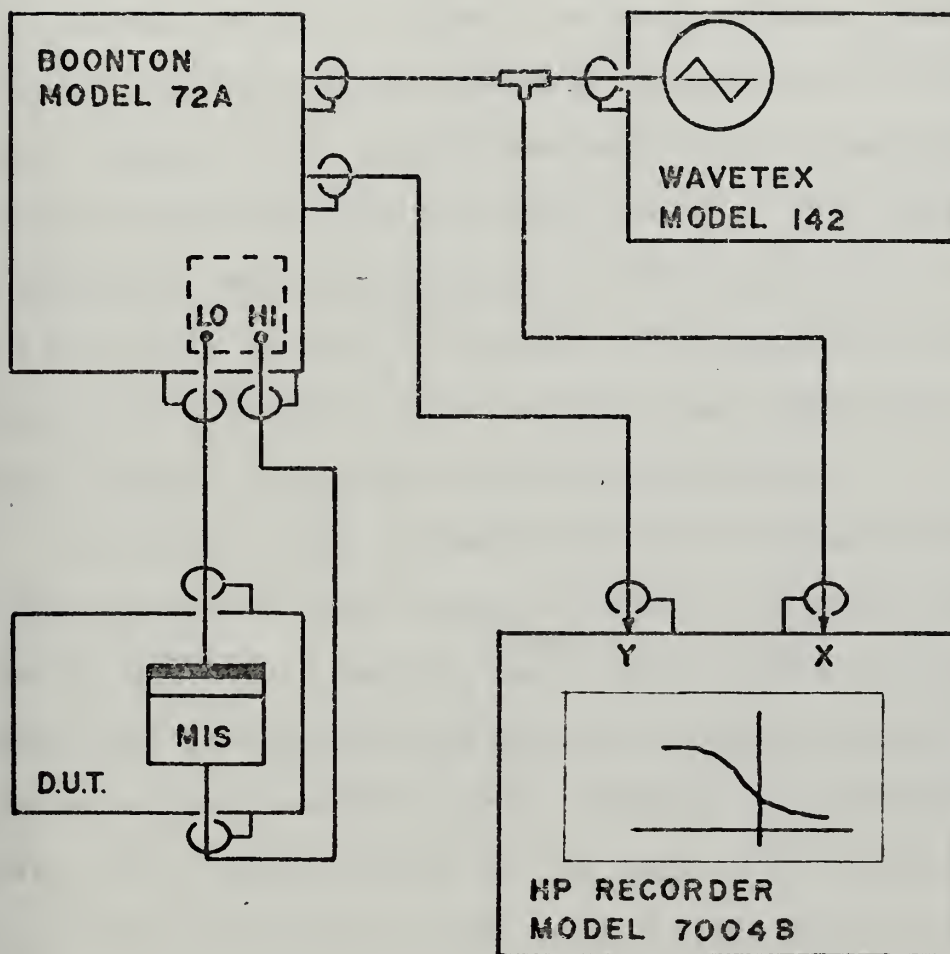 BOONTON
MODEL 72A
WAVETEX
MODEL 142
LO HI
Y X
MIS
D.U.T.
HP RECORDER
MODEL 7004B